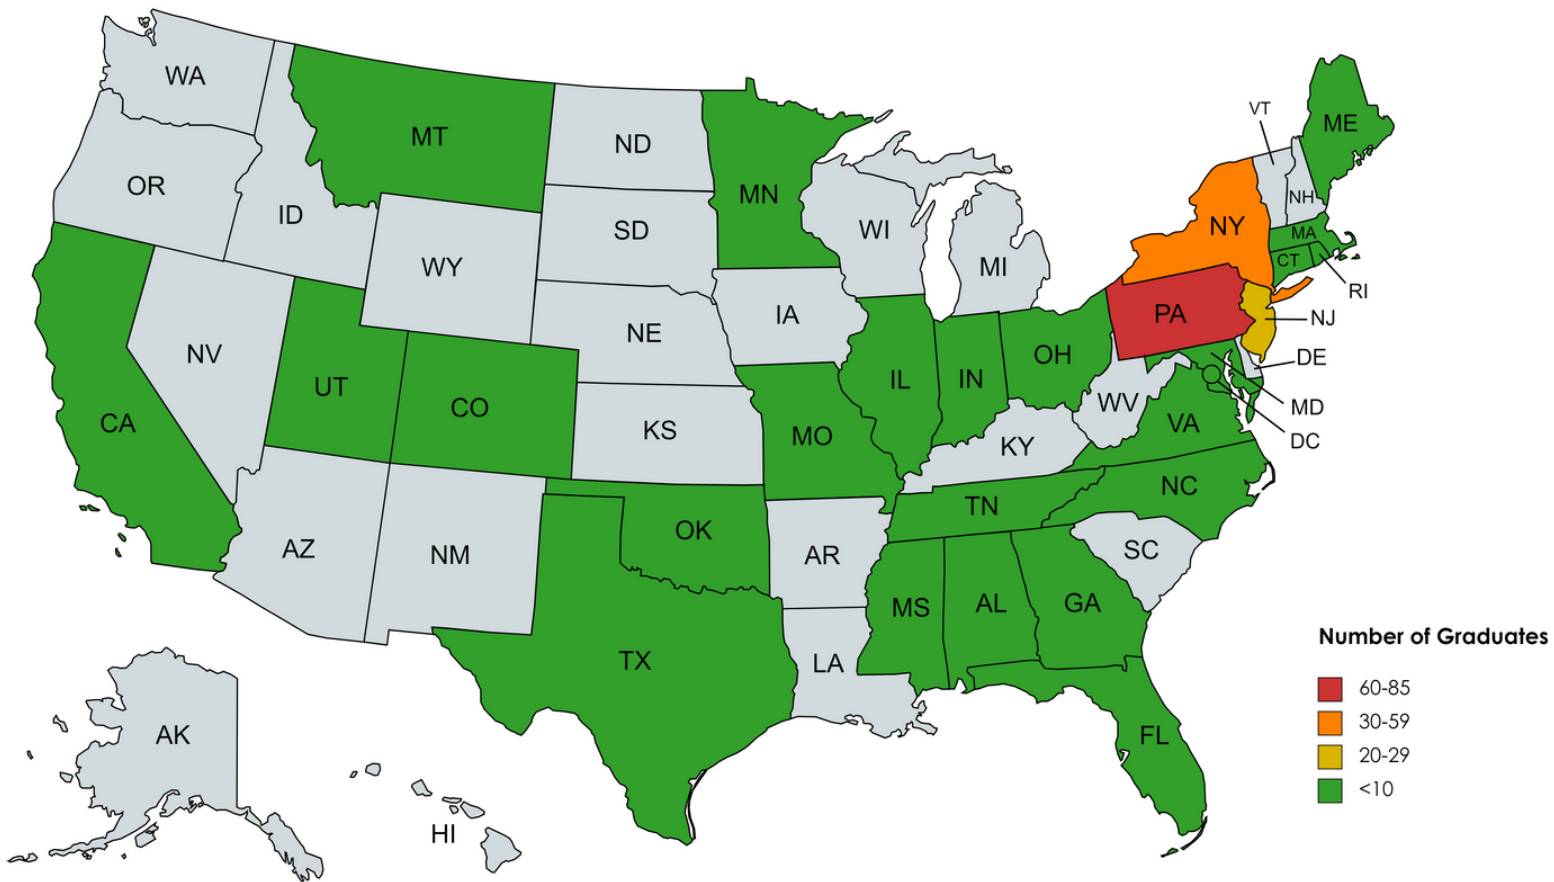 WA
MT
ND
MN
VT
ME
OR
ID
SD
WI
NH
NY
MA
WY
MI
CT
RI
IA
PA
NJ
NV
NE
OH
DE
UT
CO
IL
IN
WV
MD
CA
KS
MO
KY
VA
DC
NC
TN
AZ
NM
OK
AR
SC
MS
AL
GA
TX
LA
Number of Graduates
60-85
30-59
20-29
<10
AK
FL
HI